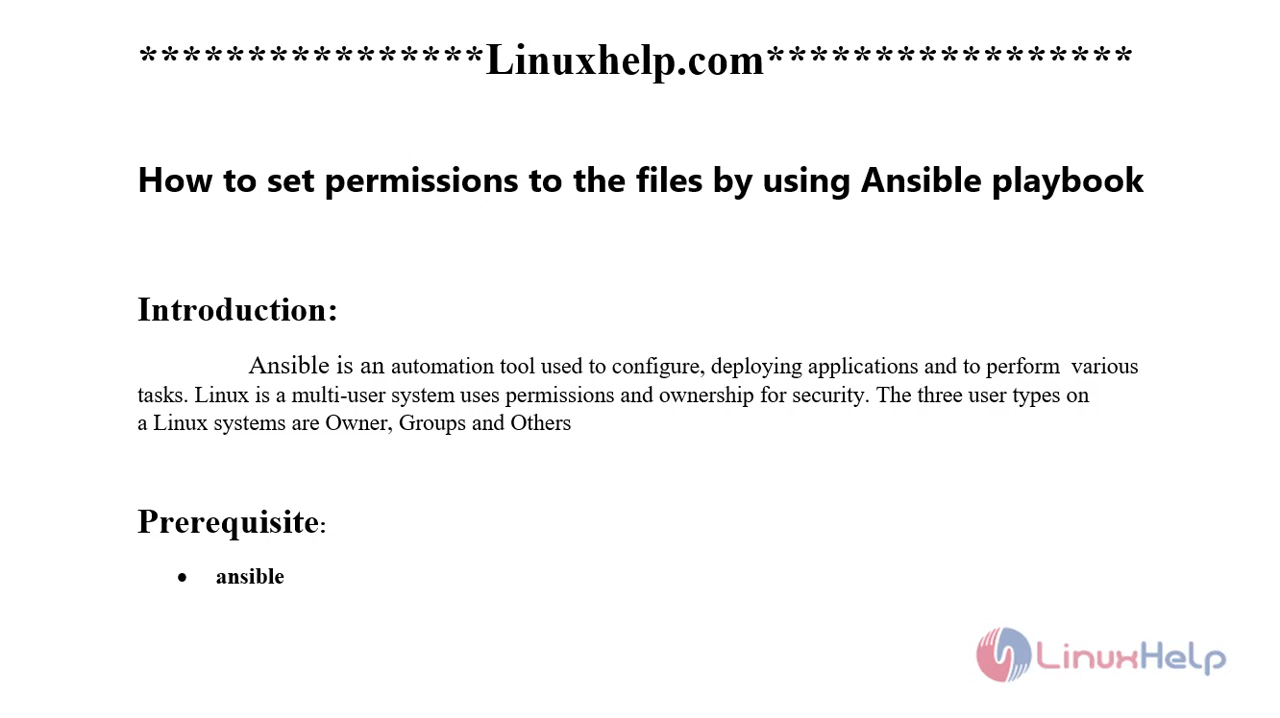 ****************Linuxhelp.com*****************
How to set permissions to the files by using Ansible playbook
Introduction:
Ansible is an automation tool used to configure, deploying applications and to perform  various
tasks. Linux is a multi-user system uses permissions and ownership for security. The three user types on
a Linux systems are Owner, Groups and Others
Prerequisite:
• ansible
LinuxHelp